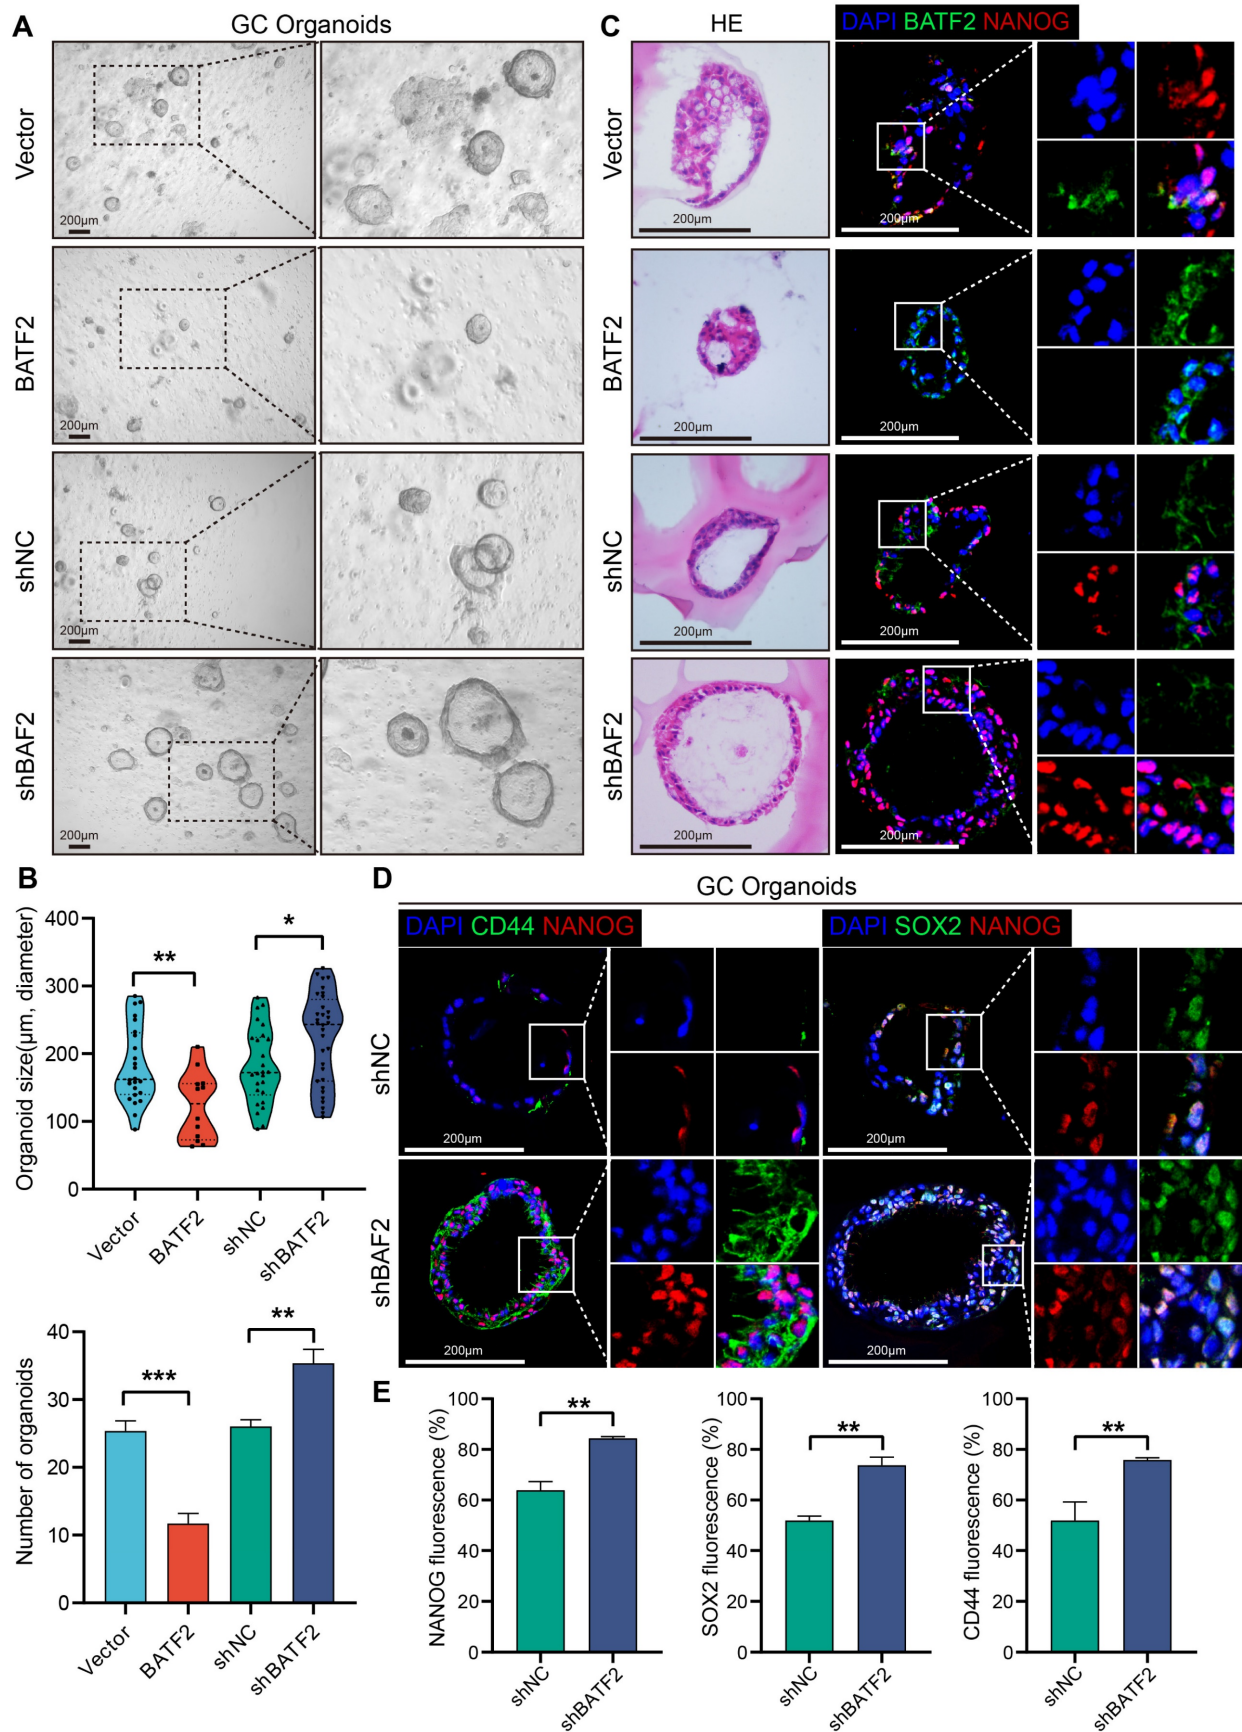 A
GC Organoids
Vector
200µm
BATF2
200µm
shNC
200µm
shBAF2
200µm
C
HE
DAPI BATF2 NANOG
Vector
200µm
200µm
BATF2
200µm
200µm
shNC
200µm
200µm
shBAF2
200µm
200µm
B
Organoid size(µm, diameter)
400
300
200
100
0
**
*
Vector
BATF2
shNC
shBATF2
Number of organoids
40
30
20
10
0
***
**
Vector
BATF2
shNC
shBATF2
D
GC Organoids
DAPI CD44 NANOG
DAPI SOX2 NANOG
shNC
200µm
200µm
shBAF2
200µm
200µm
E
NANOG fluorescence (%)
100
80
60
40
20
0
**
shNC
shBATF2
SOX2 fluorescence (%)
100
80
60
40
20
0
**
shNC
shBATF2
CD44 fluorescence (%)
100
80
60
40
20
0
**
shNC
shBATF2